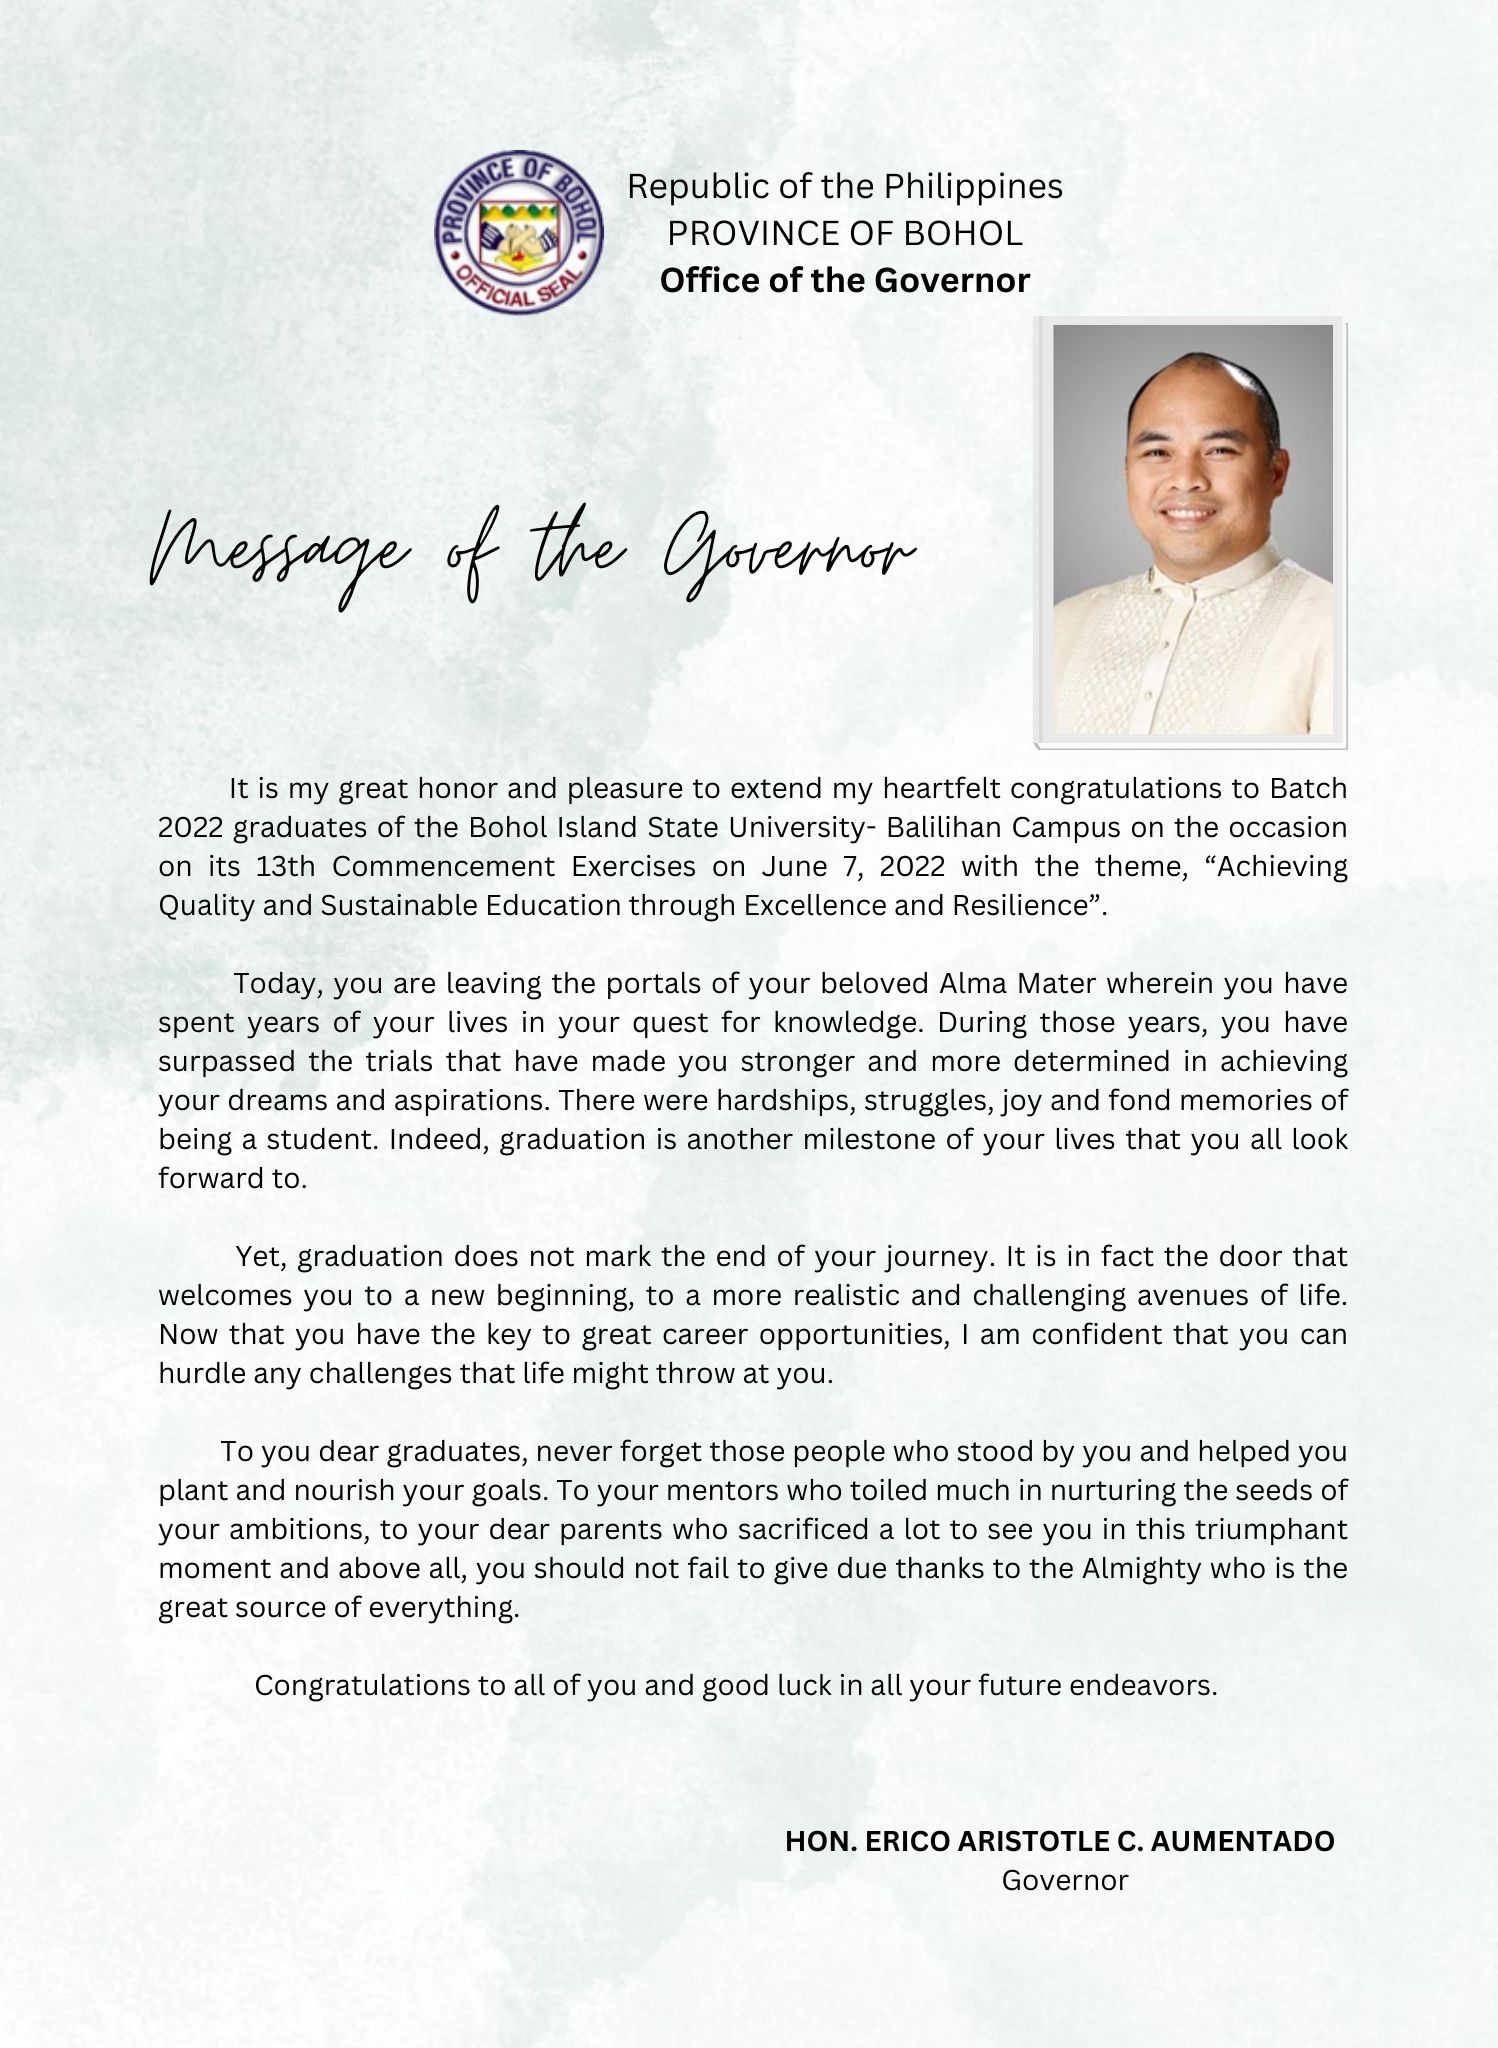 PROVINCE OF BOHOL
OFFICIAL SEAL
Republic of the Philippines
PROVINCE OF BOHOL
Office of the Governor
Message of the Governor
It is my great honor and pleasure to extend my heartfelt congratulations to Batch
2022 graduates of the Bohol Island State University- Balilihan Campus on the occasion
on its 13th Commencement Exercises on June 7, 2022 with the theme, “Achieving
Quality and Sustainable Education through Excellence and Resilience”.
Today, you are leaving the portals of your beloved Alma Mater wherein you have
spent years of your lives in your quest for knowledge. During those years, you have
surpassed the trials that have made you stronger and more determined in achieving
your dreams and aspirations. There were hardships, struggles, joy and fond memories of
being a student. Indeed, graduation is another milestone of your lives that you all look
forward to.
Yet, graduation does not mark the end of your journey. It is in fact the door that
welcomes you to a new beginning, to a more realistic and challenging avenues of life.
Now that you have the key to great career opportunities, I am confident that you can
hurdle any challenges that life might throw at you.
To you dear graduates, never forget those people who stood by you and helped you
plant and nourish your goals. To your mentors who toiled much in nurturing the seeds of
your ambitions, to your dear parents who sacrificed a lot to see you in this triumphant
moment and above all, you should not fail to give due thanks to the Almighty who is the
great source of everything.
Congratulations to all of you and good luck in all your future endeavors.
HON. ERICO ARISTOTLE C. AUMENTADO
Governor